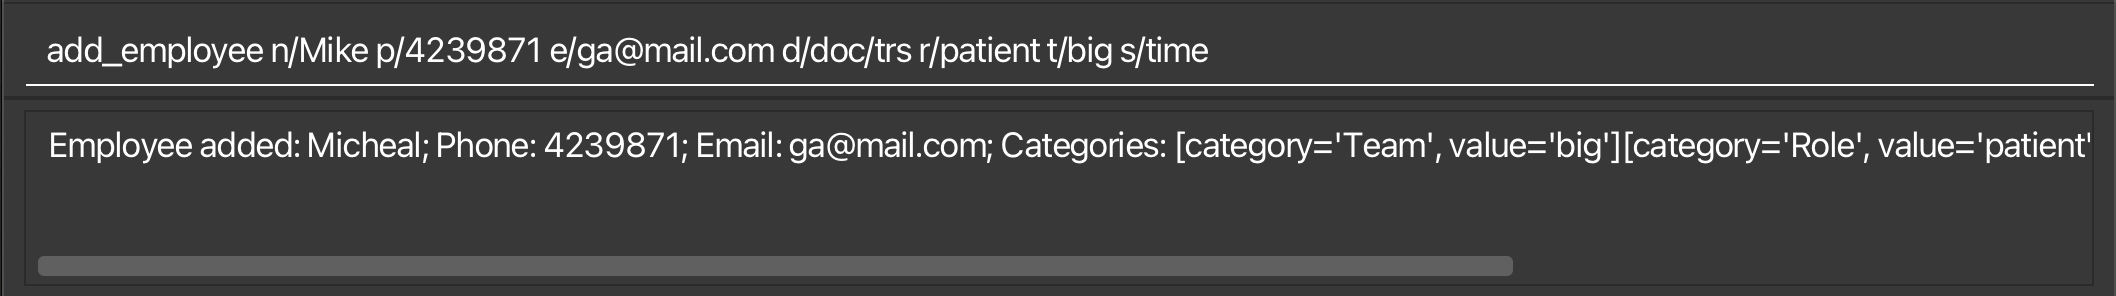 add_employee n/Mike p/4239871 e/ga@mail.com d/doc/trs r/patient t/big s/time
Employee added: Micheal; Phone: 4239871; Email: ga@mail.com; Categories: [category='Team', value='big'][category='Role', value='patient'